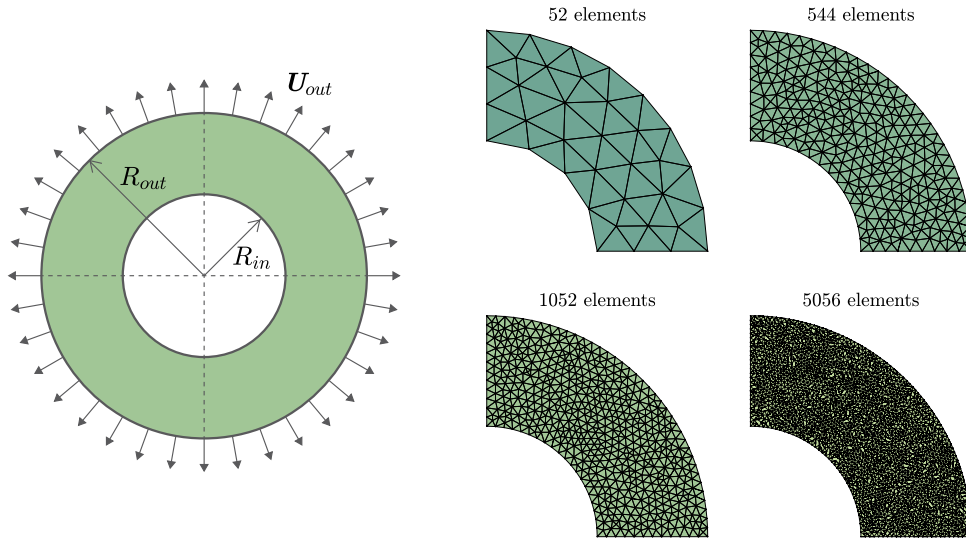 U_out
R_out
R_in
52 elements
544 elements
1052 elements
5056 elements